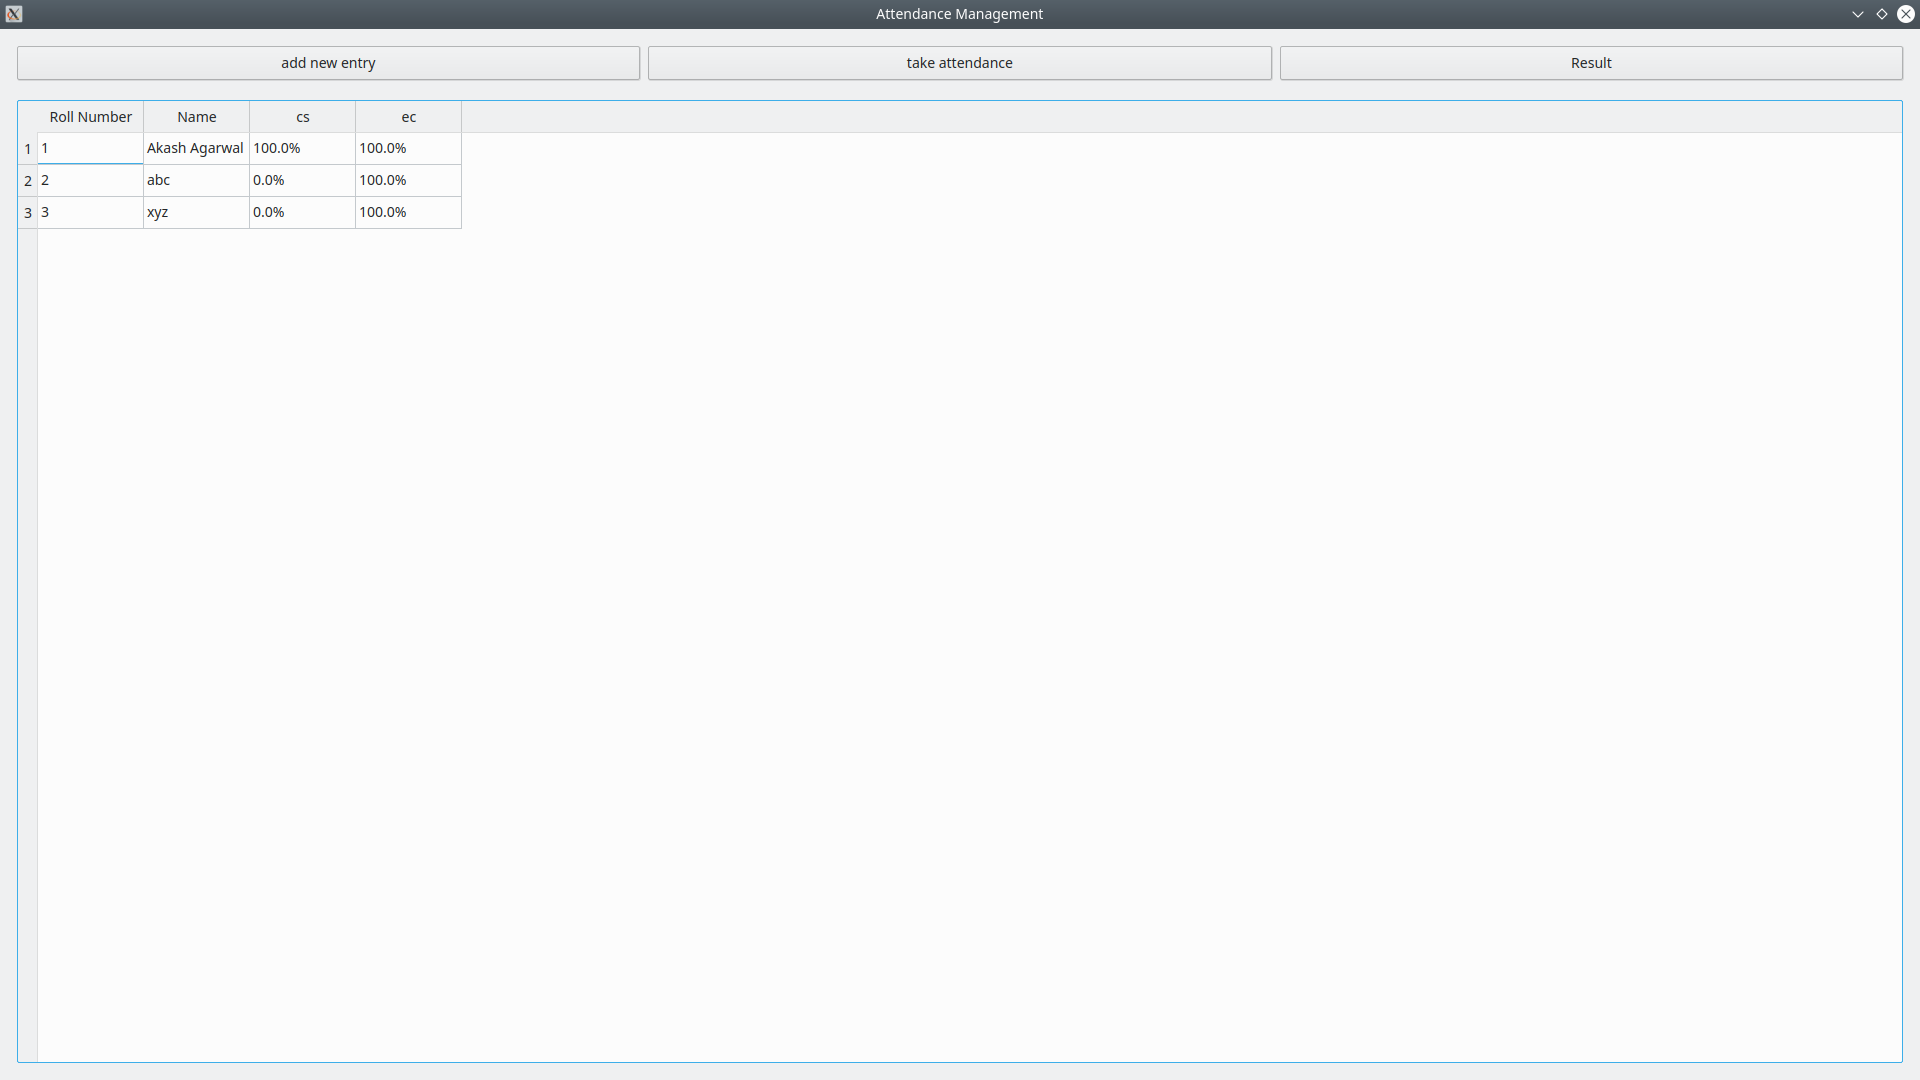 Attendance Management
add new entry take attendance Result
Roll Number Name cs ec
1 1 Akash Agarwal 100.0% 100.0%
2 2 abc 0.0% 100.0%
3 3 xyz 0.0% 100.0%